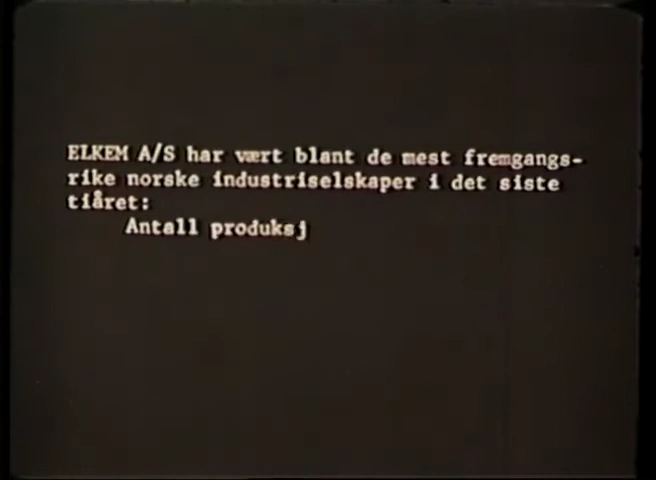 ELKEM A/S har vært blant de mest fremgangs-
rike norske industriselskaper i det siste
tiåret:
Antall produksj